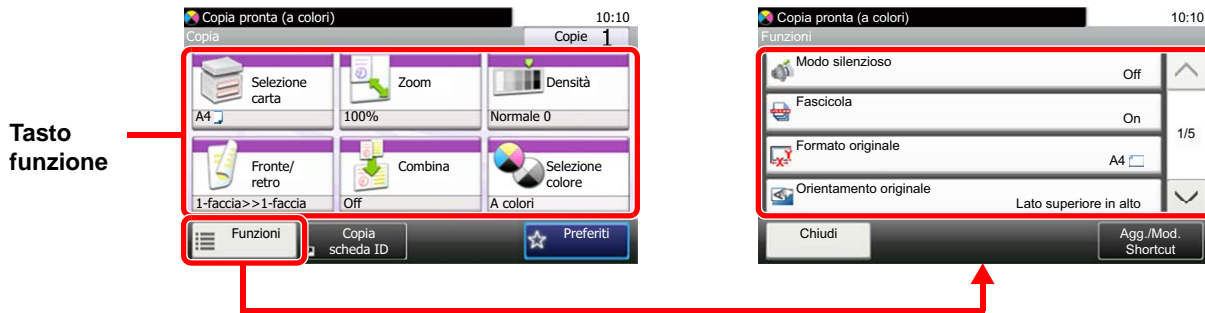 Tasto
funzione
Copia pronta (a colori) 10:10
Copia Copie 1
Selezione
carta
A4
Zoom
100%
Densità
Normale 0
Fronte/
retro
1-faccia>>1-faccia
Combina
Off
Selezione
colore
A colori
Funzioni
Copia
scheda ID
Preferiti
Copia pronta (a colori) 10:10
Funzioni
Modo silenzioso
Off
Fascicola
On
1/5
Formato originale
A4
Orientamento originale
Lato superiore in alto
Chiudi
Agg./Mod.
Shortcut